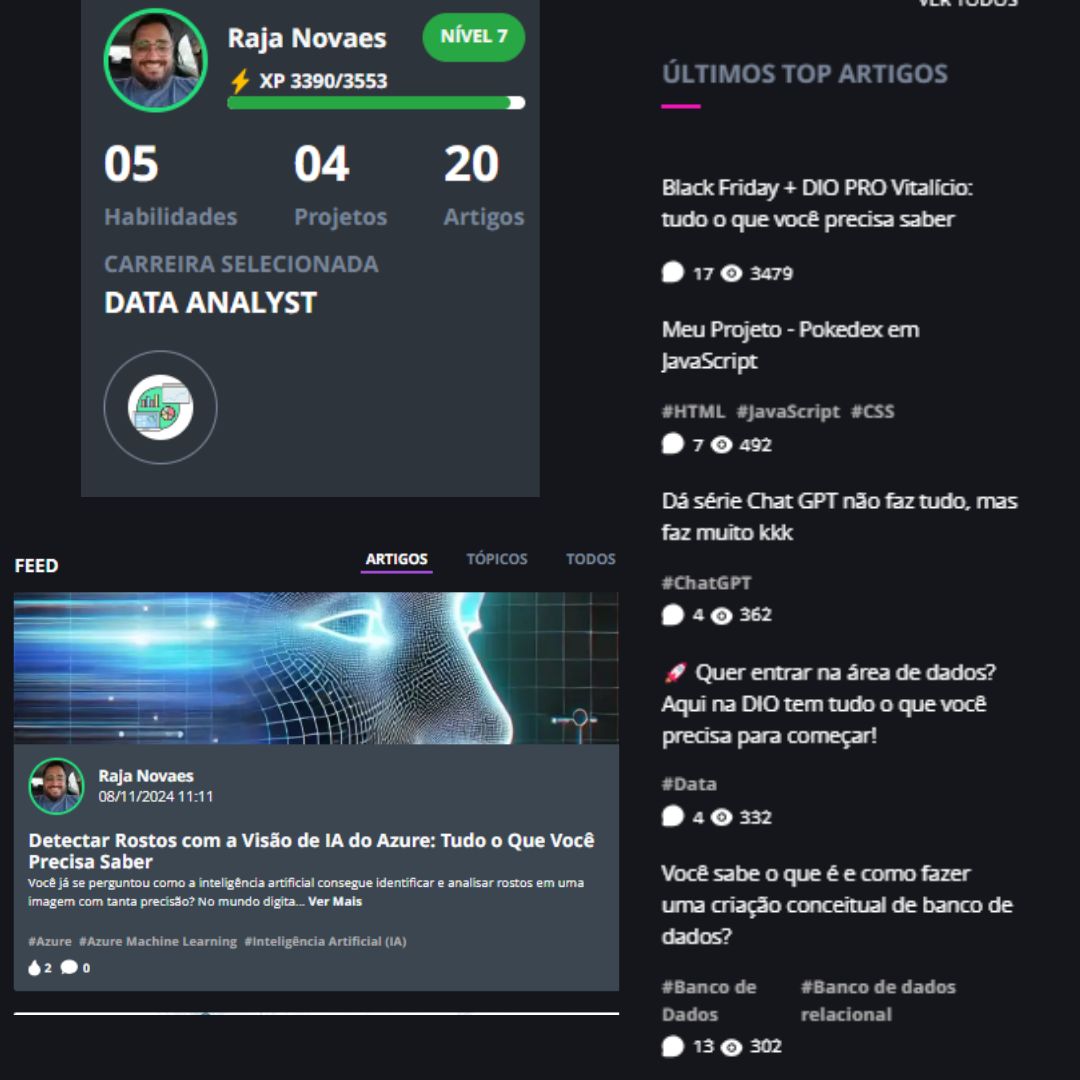 Raja Novaes
NÍVEL 7
XP 3390/3553
05
04
20
Habilidades
Projetos
Artigos
CARREIRA SELECIONADA
DATA ANALYST
FEED
ARTIGOS
TÓPICOS
TODOS
Raja Novaes
08/11/2024 11:11
Detectar Rostos com a Visão de IA do Azure: Tudo o Que Você
Precisa Saber
Você já se perguntou como a inteligência artificial consegue identificar e analisar rostos em uma
imagem com tanta precisão? No mundo digita... Ver Mais
#Azure #Azure Machine Learning #Inteligência Artificial (IA)
2 0
VER TODOS
ÚLTIMOS TOP ARTIGOS
Black Friday + DIO PRO Vitalício:
tudo o que você precisa saber
17 3479
Meu Projeto - Pokedex em
JavaScript
#HTML #JavaScript #CSS
7 492
Dá série Chat GPT não faz tudo, mas
faz muito kkk
#ChatGPT
4 362
🚀 Quer entrar na área de dados?
Aqui na DIO tem tudo o que você
precisa para começar!
#Data
4 332
Você sabe o que é e como fazer
uma criação conceitual de banco de
dados?
#Banco de
Dados
#Banco de dados
relacional
13 302